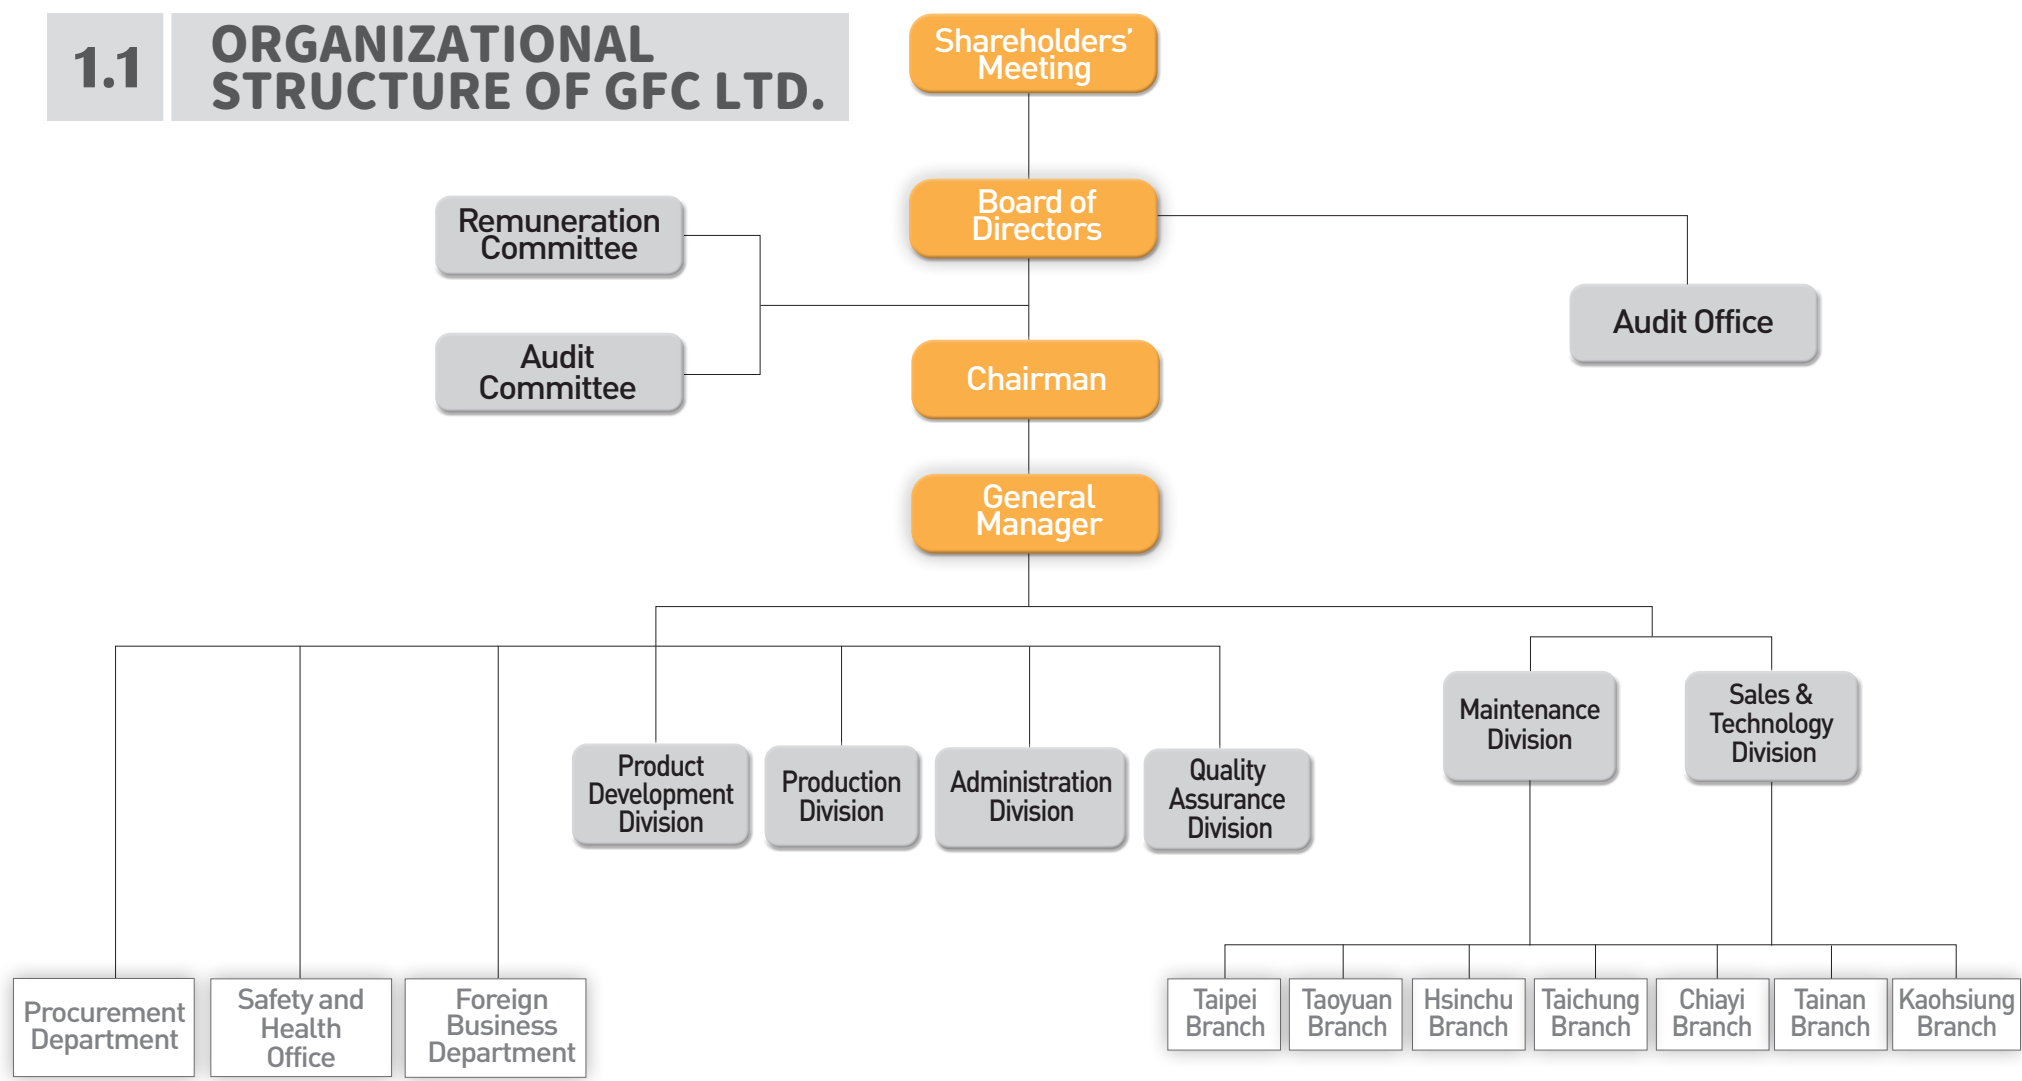 1.1
ORGANIZATIONAL
STRUCTURE OF GFC LTD.
Shareholders'
Meeting
Board of
Directors
Remuneration
Committee
Audit
Committee
Audit Office
Chairman
General
Manager
Maintenance
Division
Sales &
Technology
Division
Product
Development
Division
Production
Division
Administration
Division
Quality
Assurance
Division
Procurement
Department
Safety and
Health
Office
Foreign
Business
Department
Taipei
Branch
Taoyuan
Branch
Hsinchu
Branch
Taichung
Branch
Chiayi
Branch
Tainan
Branch
Kaohsiung
Branch